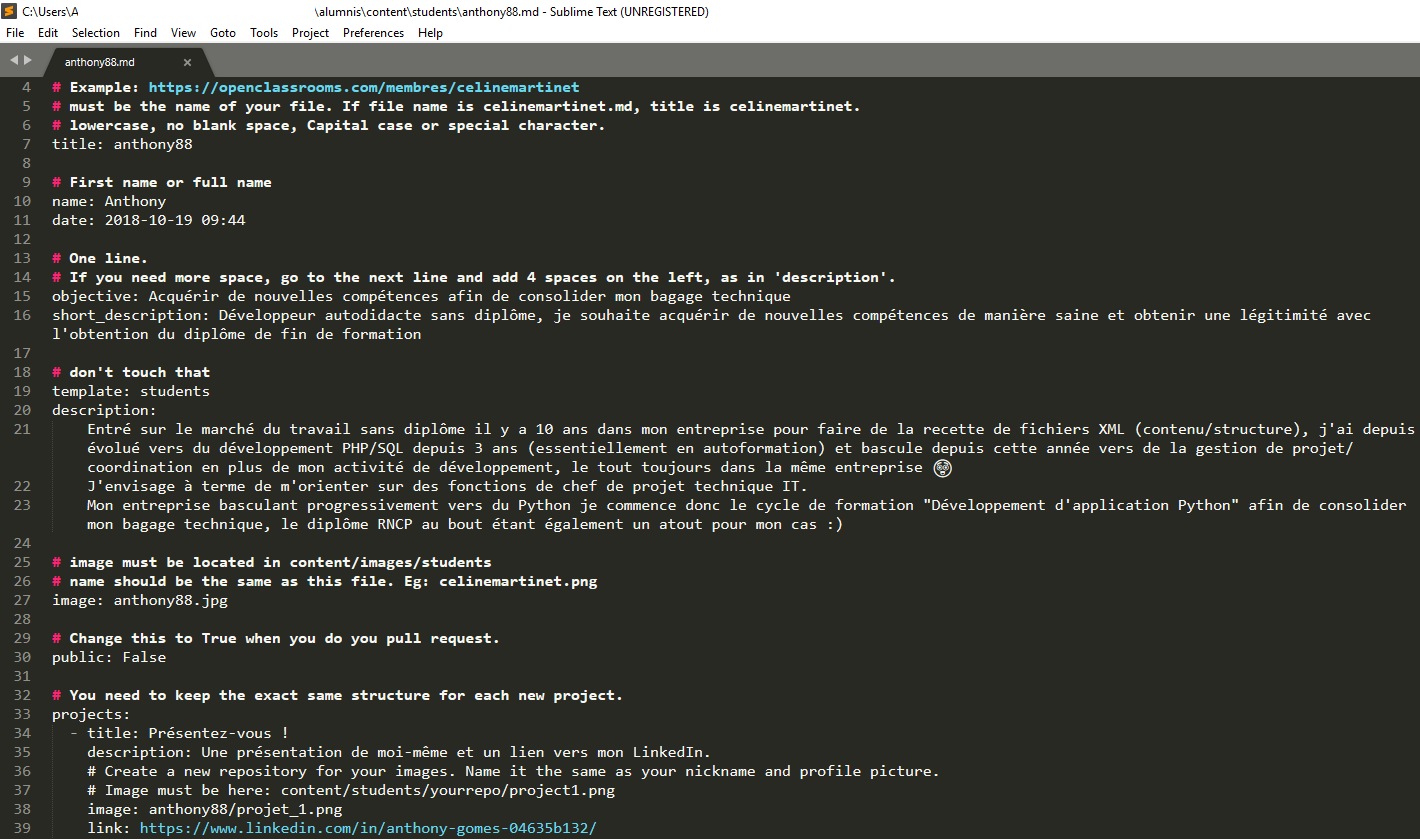 C:\Users\A \alumnis\content\students\anthony88.md - Sublime Text (UNREGISTERED)
File Edit Selection Find View Goto Tools Project Preferences Help
anthony88.md ×
4 # Example: https://openclassrooms.com/membres/celinemartinet
5 # must be the name of your file. If file name is celinemartinet.md, title is celinemartinet.
6 # lowercase, no blank space, Capital case or special character.
7 title: anthony88
8
9 # First name or full name
10 name: Anthony
11 date: 2018-10-19 09:44
12
13 # One line.
14 # If you need more space, go to the next line and add 4 spaces on the left, as in 'description'.
15 objective: Acquérir de nouvelles compétences afin de consolider mon bagage technique
16 short_description: Développeur autodidacte sans diplôme, je souhaite acquérir de nouvelles compétences de manière saine et obtenir une légitimité avec
l'obtention du diplôme de fin de formation
17
18 # don't touch that
19 template: students
20 description:
21 Entré sur le marché du travail sans diplôme il y a 10 ans dans mon entreprise pour faire de la recette de fichiers XML (contenu/structure), j'ai depuis
évolué vers du développement PHP/SQL depuis 3 ans (essentiellement en autoformation) et bascule depuis cette année vers de la gestion de projet/
coordination en plus de mon activité de développement, le tout toujours dans la même entreprise
22 J'envisage à terme de m'orienter sur des fonctions de chef de projet technique IT.
23 Mon entreprise basculant progressivement vers du Python je commence donc le cycle de formation "Développement d'application Python" afin de consolider
mon bagage technique, le diplôme RNCP au bout étant également un atout pour mon cas :)
24
25 # image must be located in content/images/students
26 # name should be the same as this file. Eg: celinemartinet.png
27 image: anthony88.jpg
28
29 # Change this to True when you do you pull request.
30 public: False
31
32 # You need to keep the exact same structure for each new project.
33 projects:
34 - title: Présentez-vous !
35 description: Une présentation de moi-même et un lien vers mon LinkedIn.
36 # Create a new repository for your images. Name it the same as your nickname and profile picture.
37 # Image must be here: content/students/yourrepo/project1.png
38 image: anthony88/projet_1.png
39 link: https://www.linkedin.com/in/anthony-gomes-04635b132/